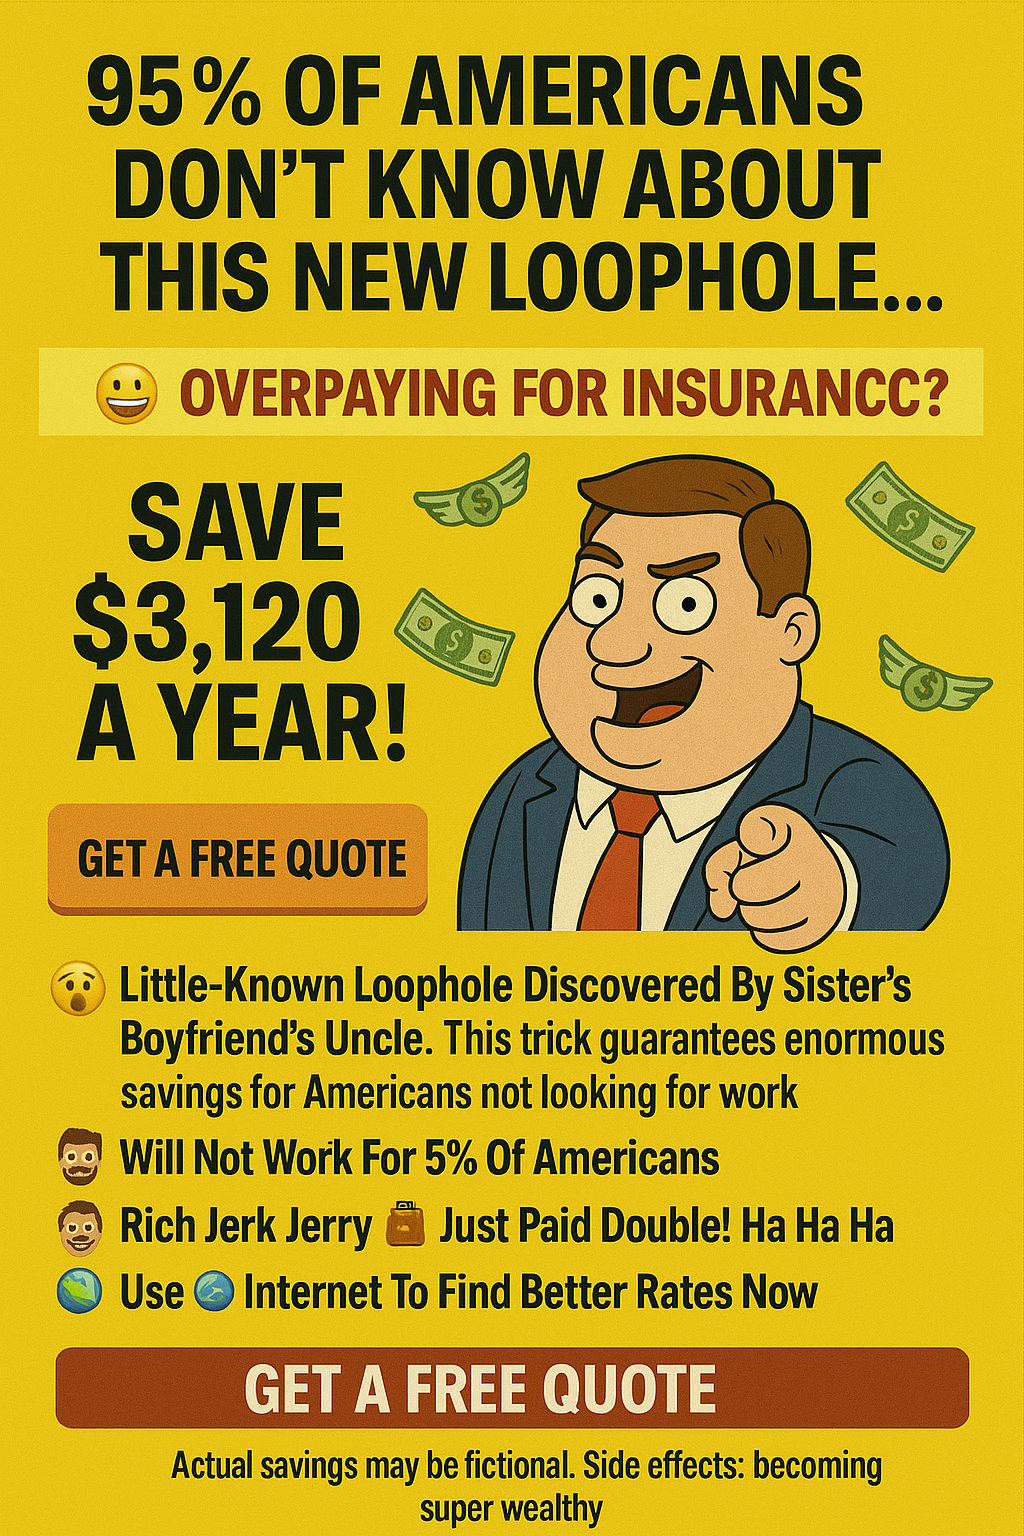 95% OF AMERICANS
DON'T KNOW ABOUT
THIS NEW LOOPHOLE...
😀 OVERPAYING FOR INSURANCC?
SAVE
$3,120
A YEAR!
GET A FREE QUOTE
Little-Known Loophole Discovered By Sister's
Boyfriend's Uncle. This trick guarantees enormous
savings for Americans not looking for work
Will Not Work For 5% Of Americans
Rich Jerk Jerry Just Paid Double! Ha Ha Ha
Use Internet To Find Better Rates Now
GET A FREE QUOTE
Actual savings may be fictional. Side effects: becoming
super wealthy